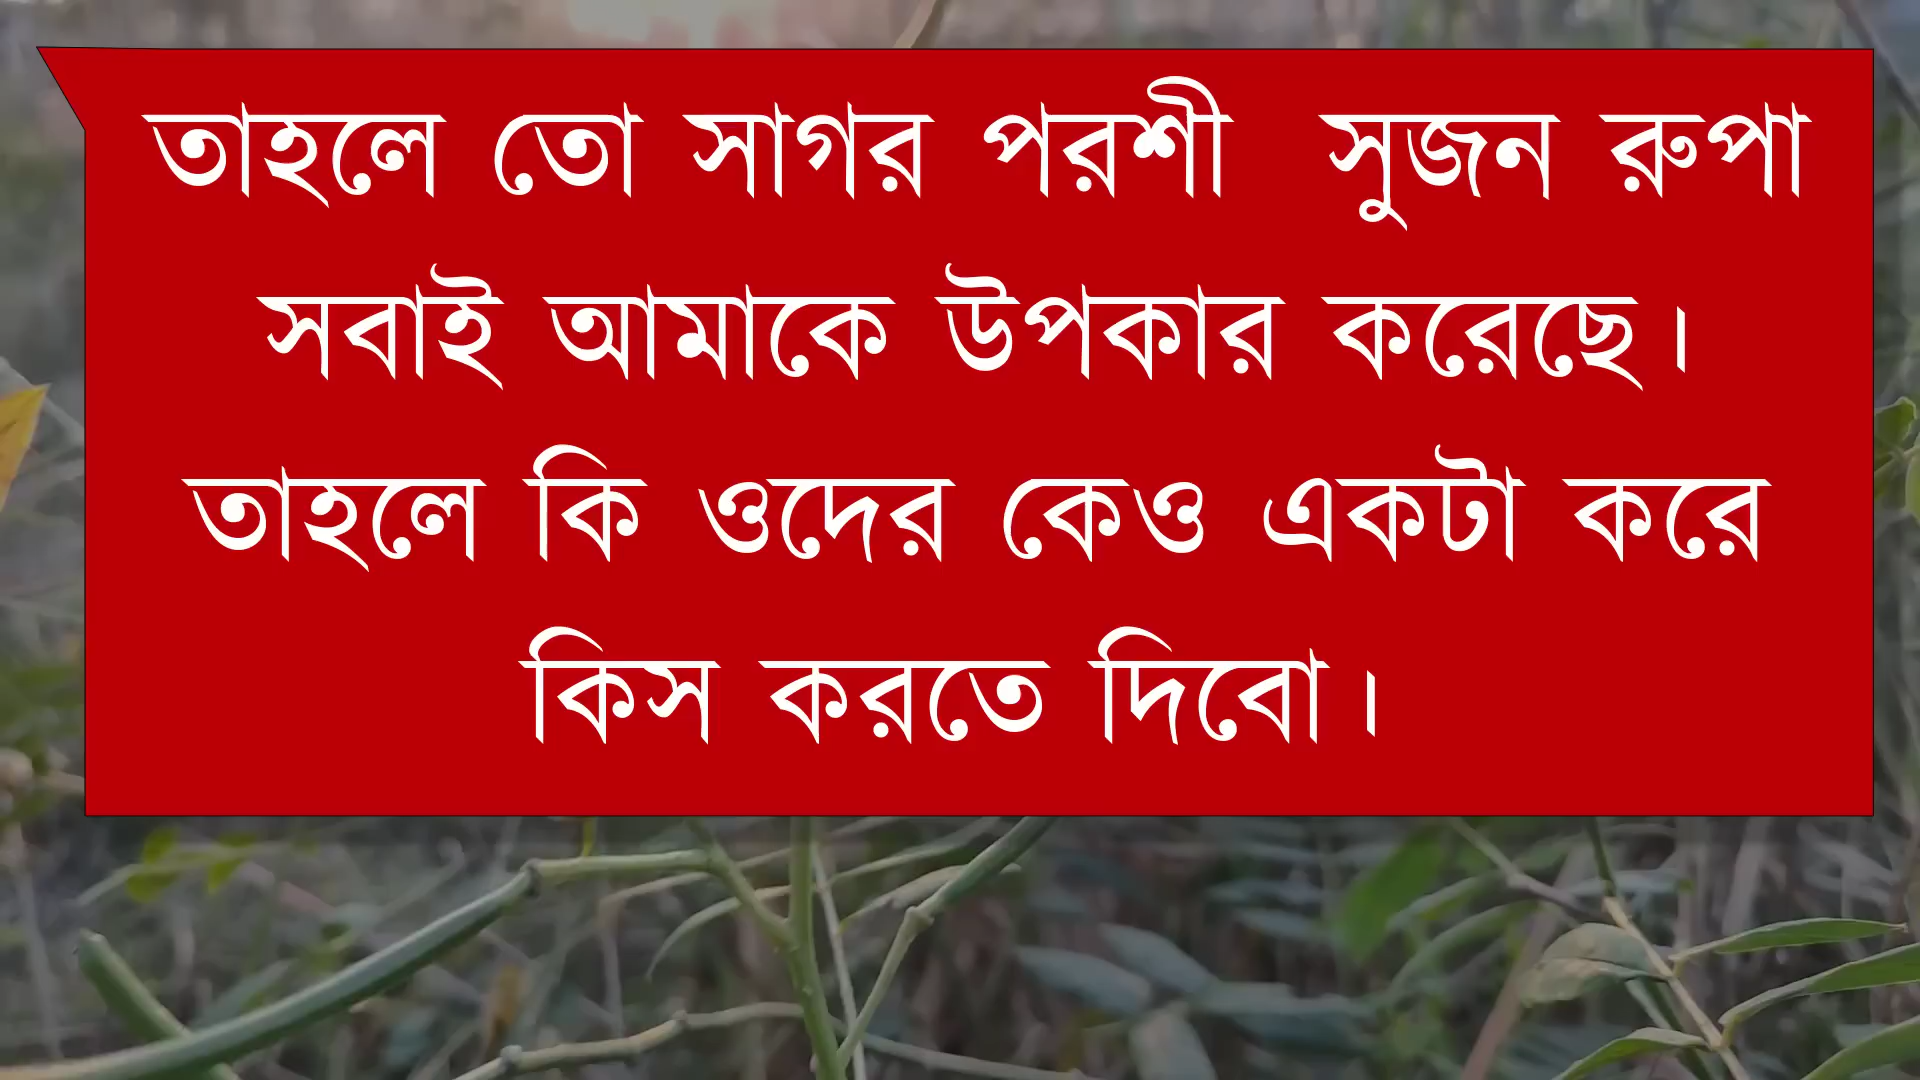 তাহলে তো সাগর পরশী  সুজন রুপা
সবাই আমাকে উপকার করেছে।
তাহলে কি ওদের কেও একটা করে
কিস করতে দিবো।